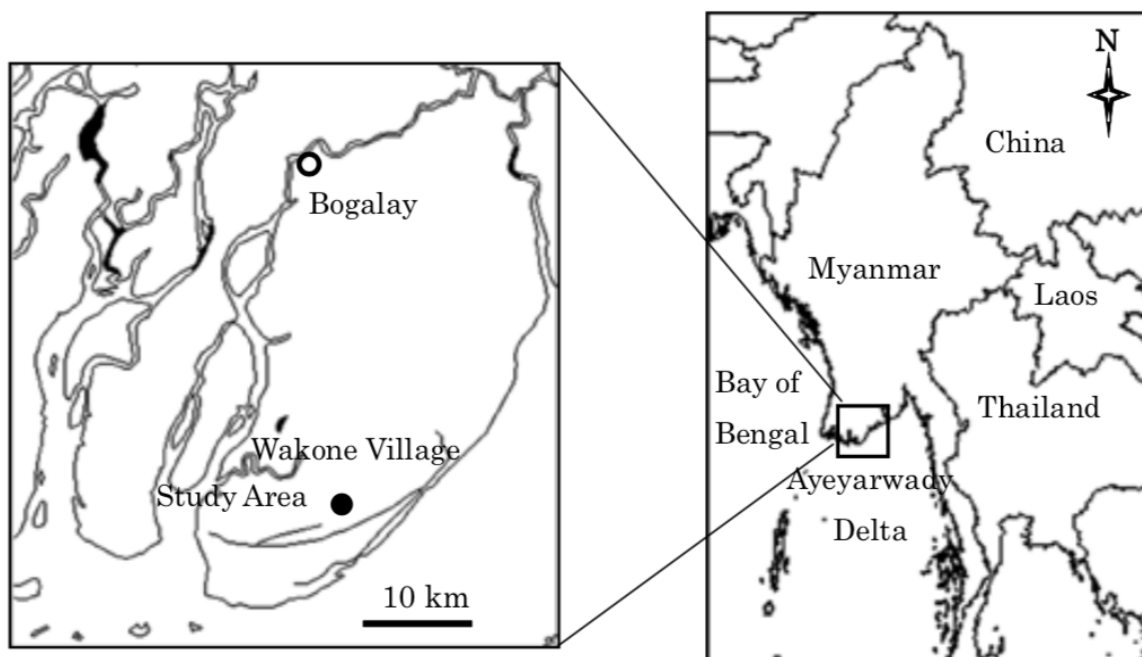 Bogalay
Wakone Village
Study Area
10 km
N
China
Myanmar
Laos
Bay of
Bengal
Thailand
Ayeyarwady
Delta